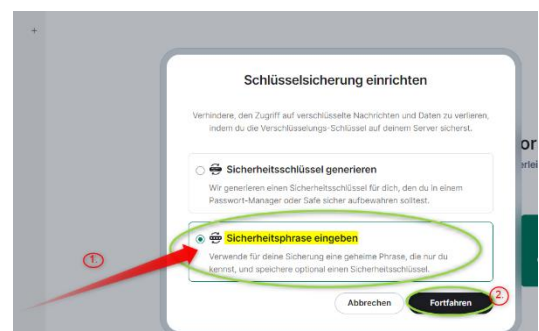 +
Schlüsselsicherung einrichten
Verhindere, den Zugriff auf verschlüsselte Nachrichten und Daten zu verlieren,
indem du die Verschlüsselungs-Schlüssel auf deinem Server sicherst.
Sicherheitsschlüssel generieren
Wir generieren einen Sicherheitsschlüssel für dich, den du in einem
Passwort-Manager oder Safe sicher aufbewahren solltest.
1.
Sicherheitsphrase eingeben
Verwende für deine Sicherung eine geheime Phrase, die nur du
kennst, und speichere optional einen Sicherheitsschlüssel.
Abbrechen Fortfahren 2.